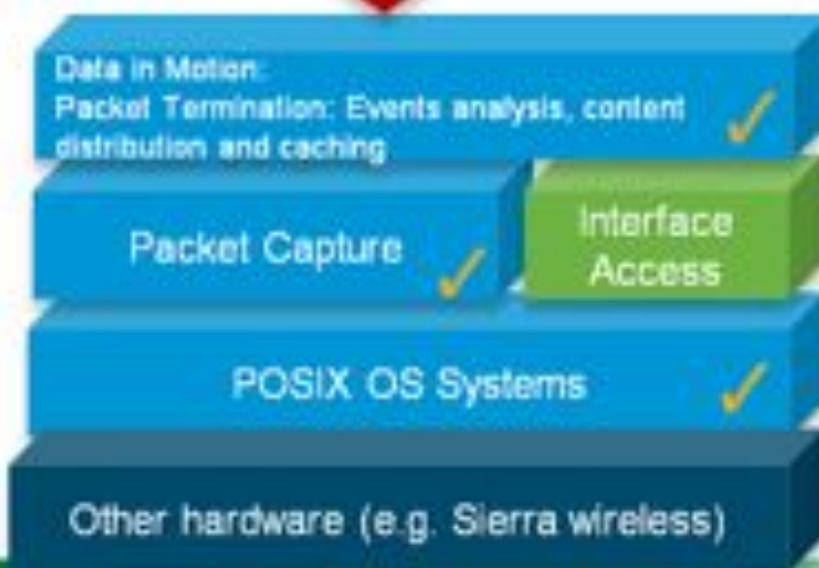 Data in Motion:
Packet Termination: Events analysis, content
distribution and caching
Packet Capture
Interface
Access
POSIX OS Systems
Other hardware (e.g. Sierra wireless)